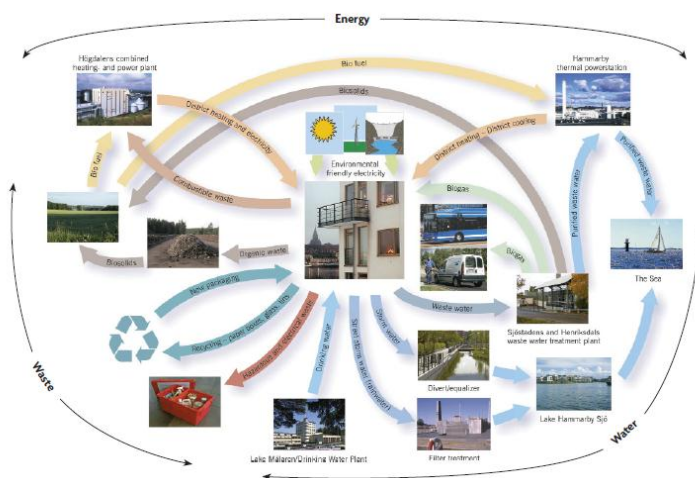 Energy
Högdalens combined
heating- and power plant
Hammarby
thermal powerstation
Bio fuel
Biosolids
District heating and electricity
District heating – District cooling
Environmental
friendly electricity
Purified waste water
Purified waste water
Bio fuel
Combustible waste
Biogas
Biogas
The Sea
Organic waste
Biosolids
New packaging
Waste water
Sjöstadens and Henriksdals
waste water treatment plant
Recycling – paper, boxes, glass, tins
Hazardous and electrical waste
Drinking water
Storm water
Street storm water (rainwater)
Divert/equalizer
Waste
Lake Hammarby Sjö
Water
Lake Mälaren/Drinking Water Plant
Filter treatment